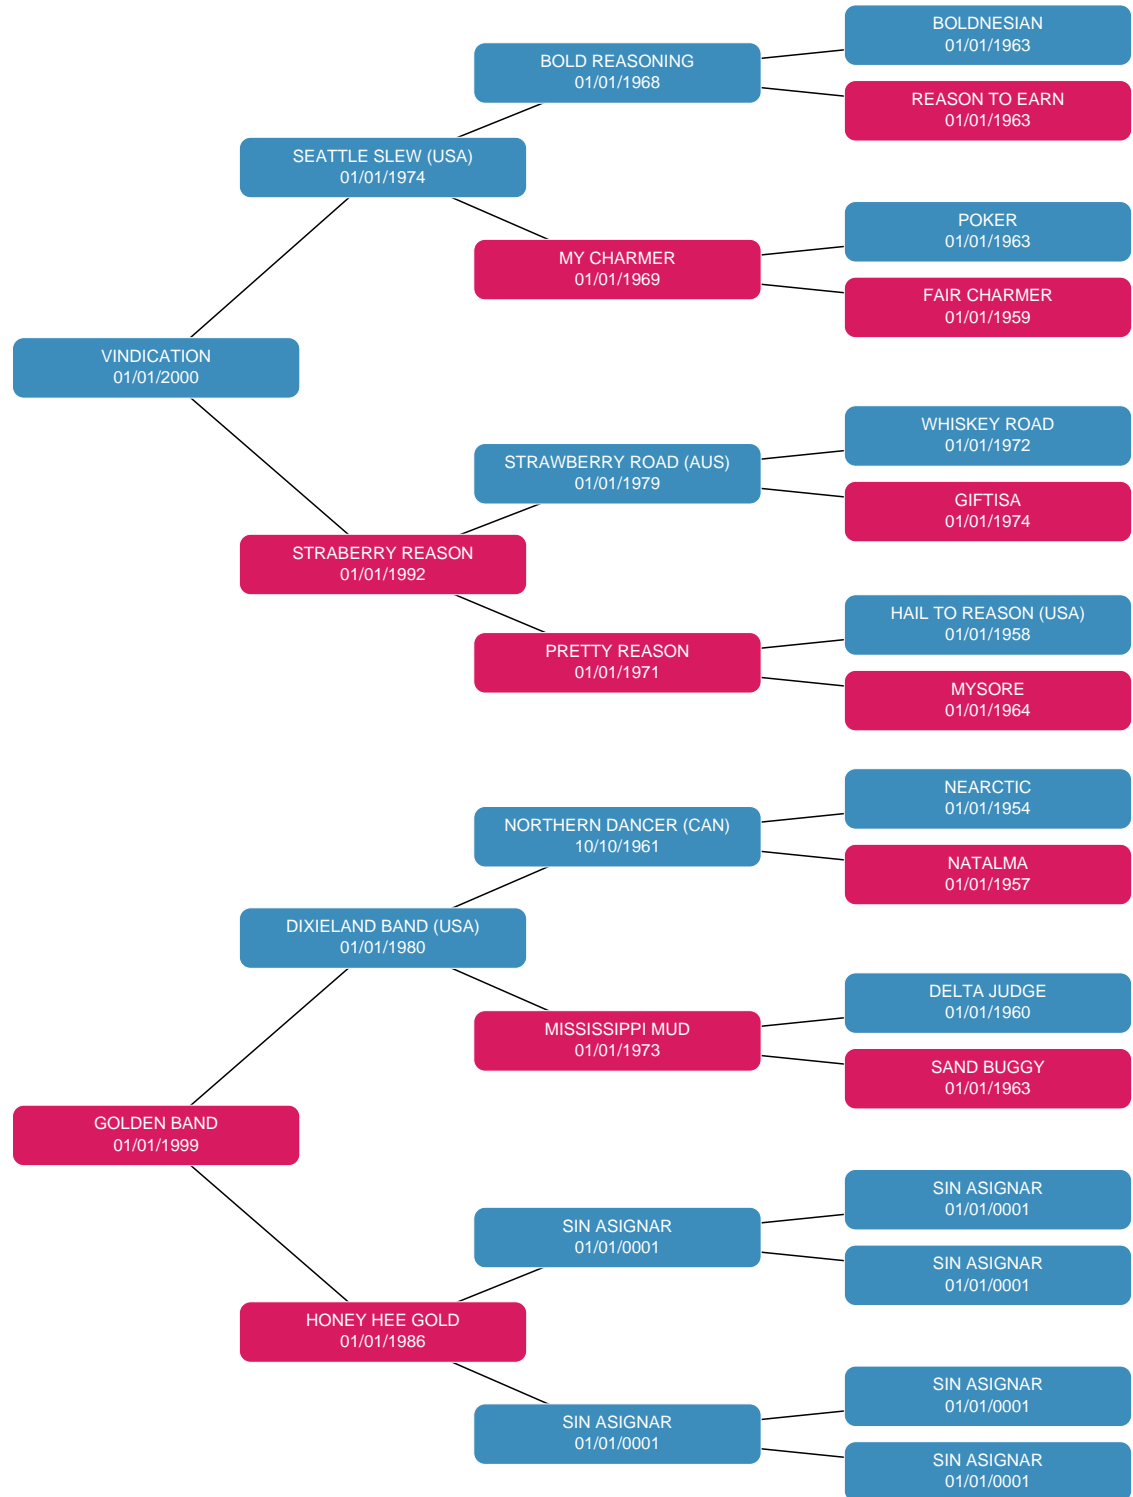 BOLDNESIAN
01/01/1963
BOLD REASONING
01/01/1968
REASON TO EARN
01/01/1963
SEATTLE SLEW (USA)
01/01/1974
POKER
01/01/1963
MY CHARMER
01/01/1969
FAIR CHARMER
01/01/1959
VINDICATION
01/01/2000
WHISKEY ROAD
01/01/1972
STRAWBERRY ROAD (AUS)
01/01/1979
GIFTISA
01/01/1974
STRABERRY REASON
01/01/1992
HAIL TO REASON (USA)
01/01/1958
PRETTY REASON
01/01/1971
MYSORE
01/01/1964
NEARCTIC
01/01/1954
NORTHERN DANCER (CAN)
10/10/1961
NATALMA
01/01/1957
DIXIELAND BAND (USA)
01/01/1980
DELTA JUDGE
01/01/1960
MISSISSIPPI MUD
01/01/1973
SAND BUGGY
01/01/1963
GOLDEN BAND
01/01/1999
SIN ASIGNAR
01/01/0001
SIN ASIGNAR
01/01/0001
SIN ASIGNAR
01/01/0001
HONEY HEE GOLD
01/01/1986
SIN ASIGNAR
01/01/0001
SIN ASIGNAR
01/01/0001
SIN ASIGNAR
01/01/0001